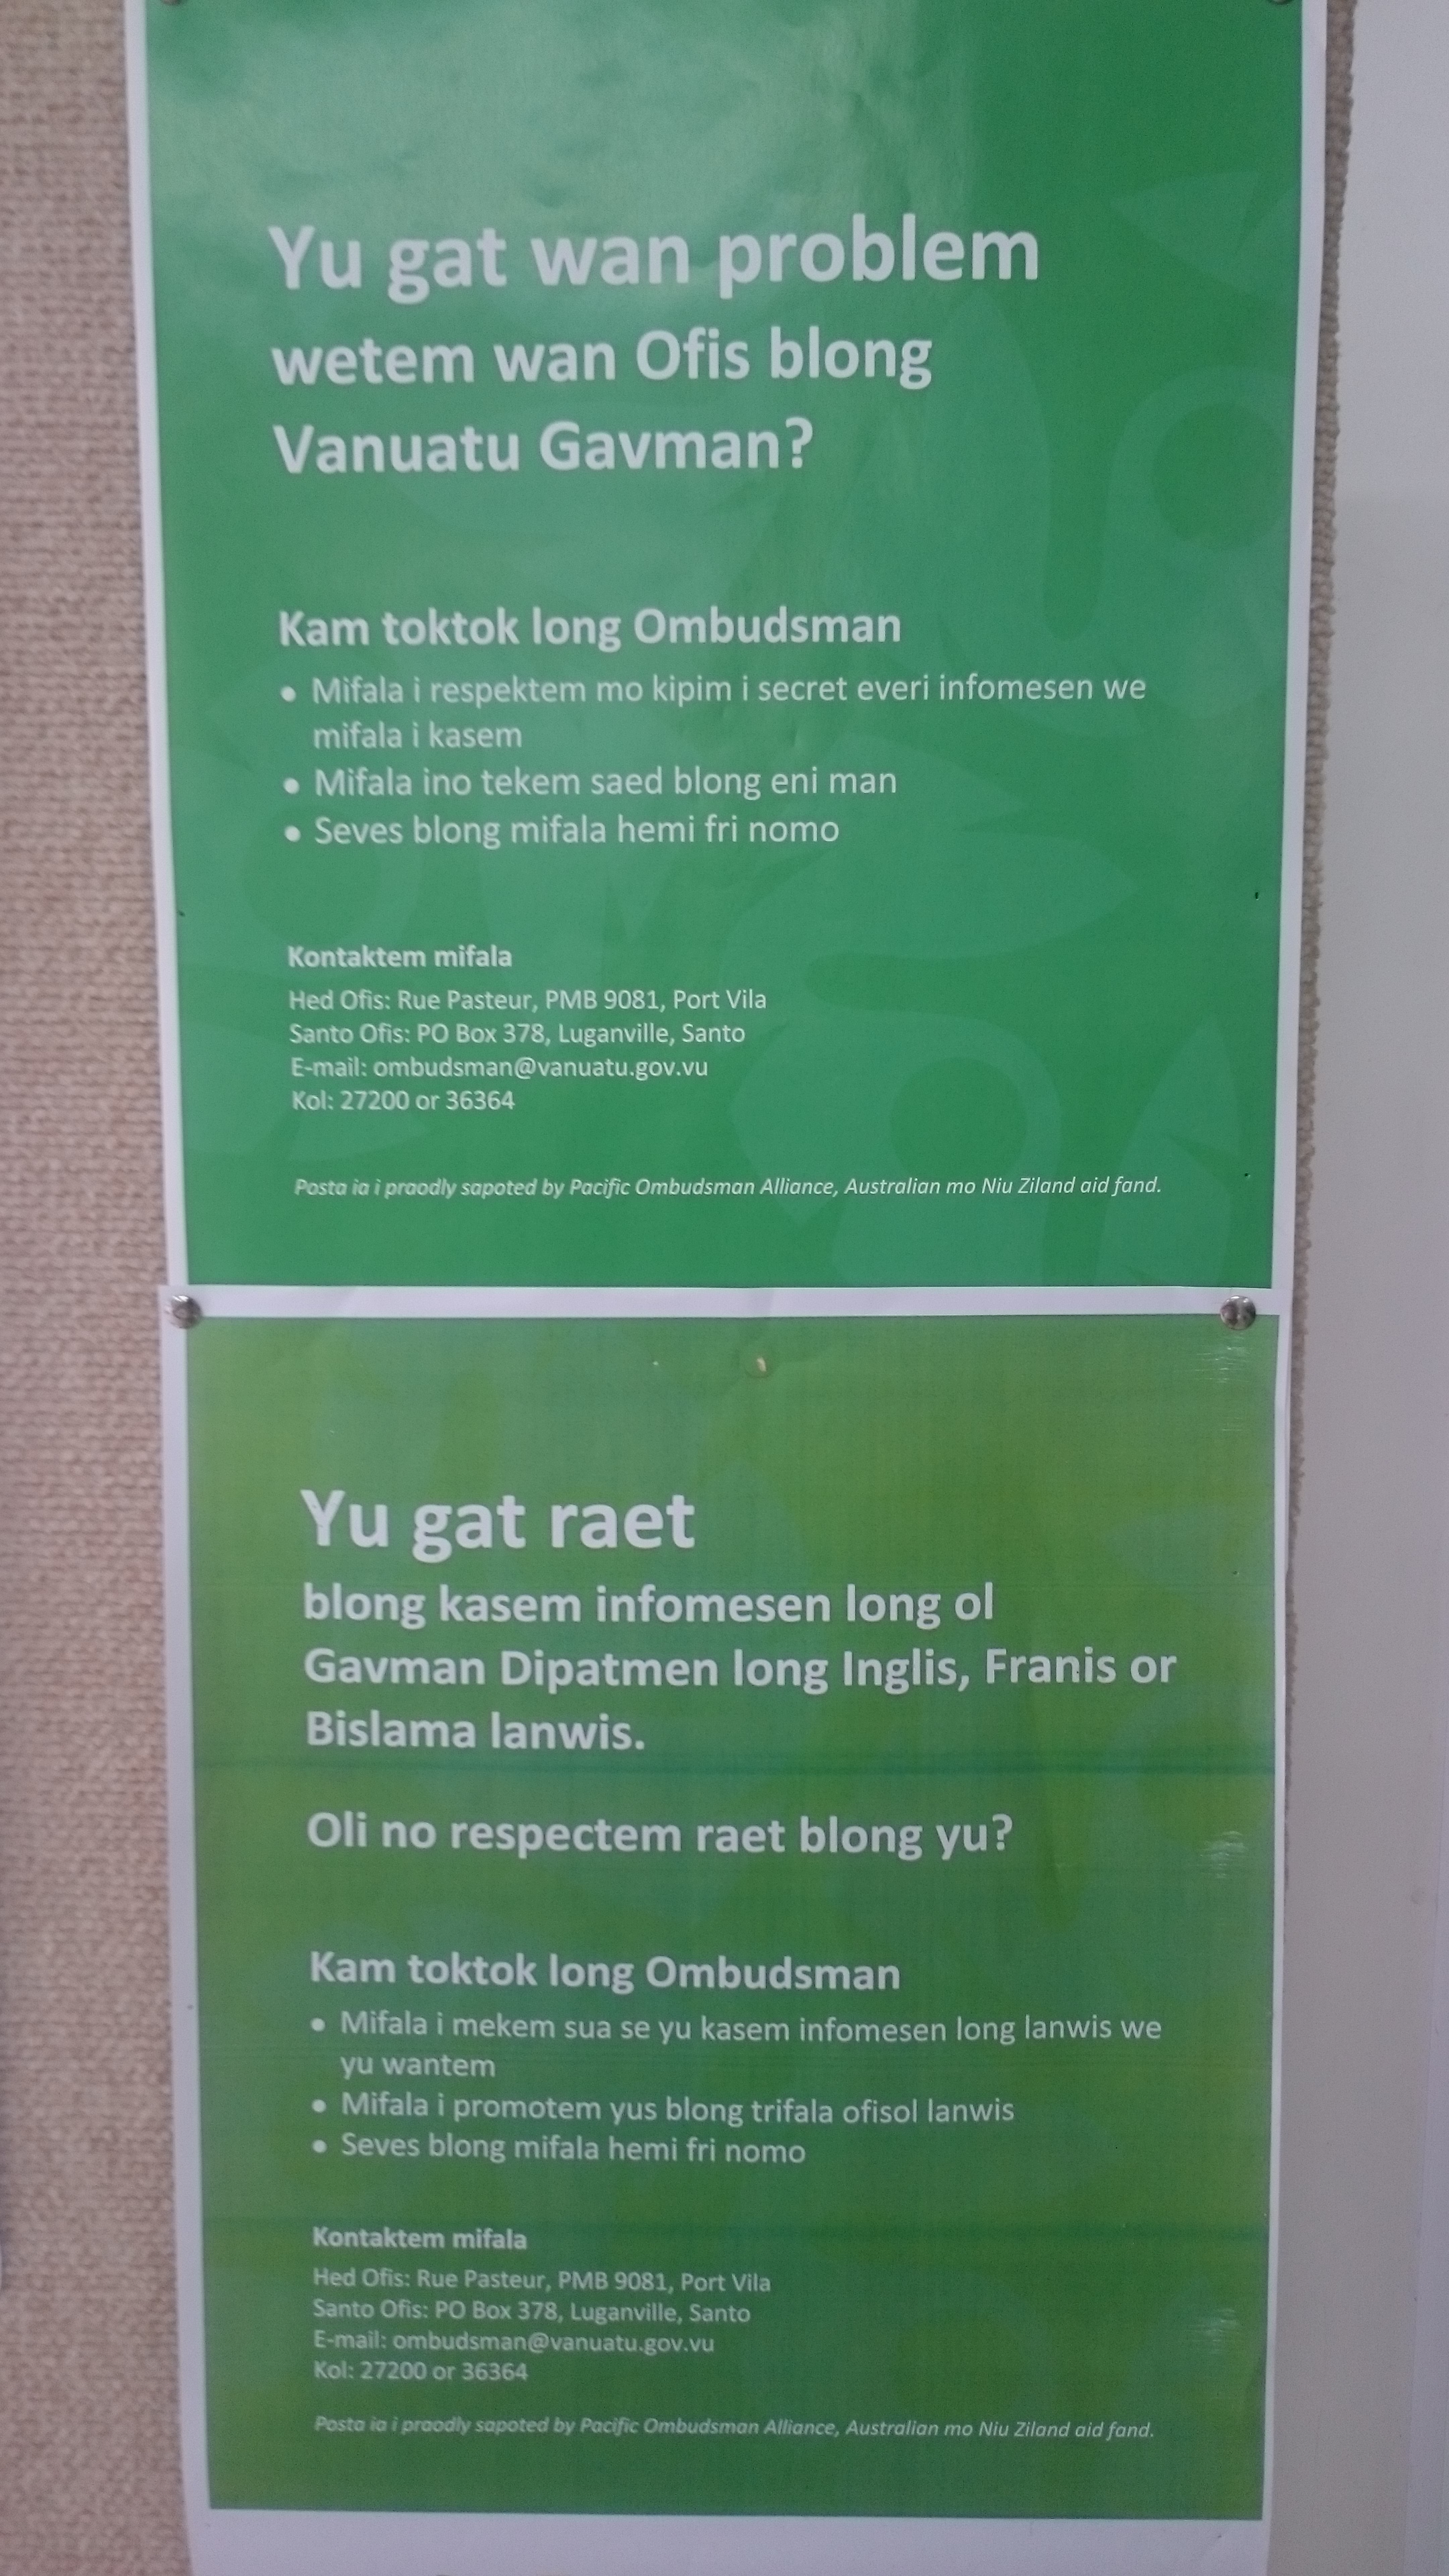 Yu gat wan problem
wetem wan Ofis blong
Vanuatu Gavman?
Kam toktok long Ombudsman
• Mifala i respektem mo kipim i secret everi infomesen we
mifala i kasem
• Mifala ino tekem saed blong eni man
• Seves blong mifala hemi fri nomo
Kontaktem mifala
Hed Ofis: Rue Pasteur, PMB 9081, Port Vila
Santo Ofis: PO Box 378, Luganville, Santo
E-mail: ombudsman@vanuatu.gov.vu
Kol: 27200 or 36364
Posta ia i praodly sapoted by Pacific Ombudsman Alliance, Australian mo Niu Ziland aid fand.
Yu gat raet
blong kasem infomesen long ol
Gavman Dipatmen long Inglis, Franis or
Bislama lanwis.
Oli no respectem raet blong yu?
Kam toktok long Ombudsman
• Mifala i mekem sua se yu kasem infomesen long lanwis we
yu wantem
• Mifala i promotem yus blong trifala ofisol lanwis
• Seves blong mifala hemi fri nomo
Kontaktem mifala
Hed Ofis: Rue Pasteur, PMB 9081, Port Vila
Santo Ofis: PO Box 378, Luganville, Santo
E-mail: ombudsman@vanuatu.gov.vu
Kol: 27200 or 36364
Posta ia i praodly sapoted by Pacific Ombudsman Alliance, Australian mo Niu Ziland aid fand.